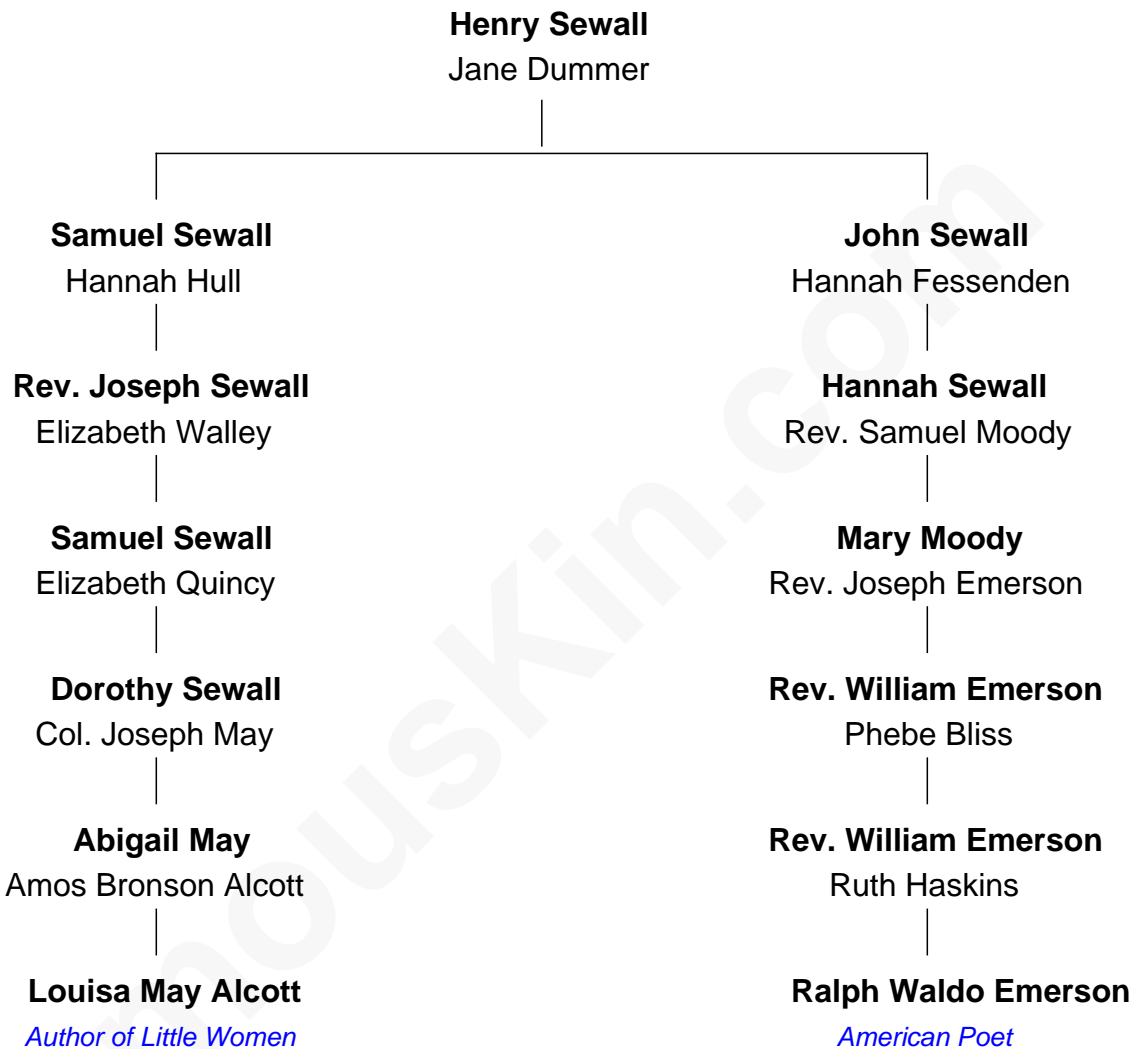 Henry Sewall
Jane Dummer
Samuel Sewall
Hannah Hull
John Sewall
Hannah Fessenden
Rev. Joseph Sewall
Elizabeth Walley
Hannah Sewall
Rev. Samuel Moody
Samuel Sewall
Elizabeth Quincy
Mary Moody
Rev. Joseph Emerson
Dorothy Sewall
Col. Joseph May
Rev. William Emerson
Phebe Bliss
Abigail May
Amos Bronson Alcott
Rev. William Emerson
Ruth Haskins
Louisa May Alcott
Author of Little Women
Ralph Waldo Emerson
American Poet
mousKin.com